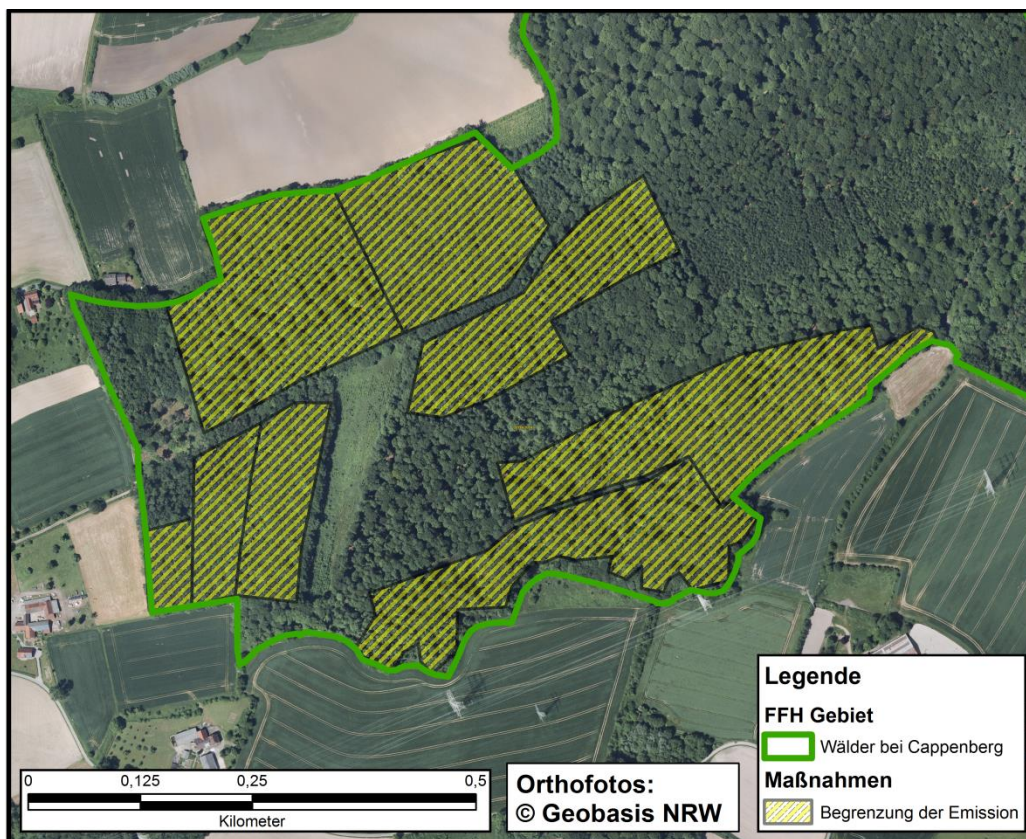 0 0,125 0,25 0,5
Kilometer
Orthofotos:
© Geobasis NRW
Legende
FFH Gebiet
Wälder bei Cappenberg
Maßnahmen
Begrenzung der Emission